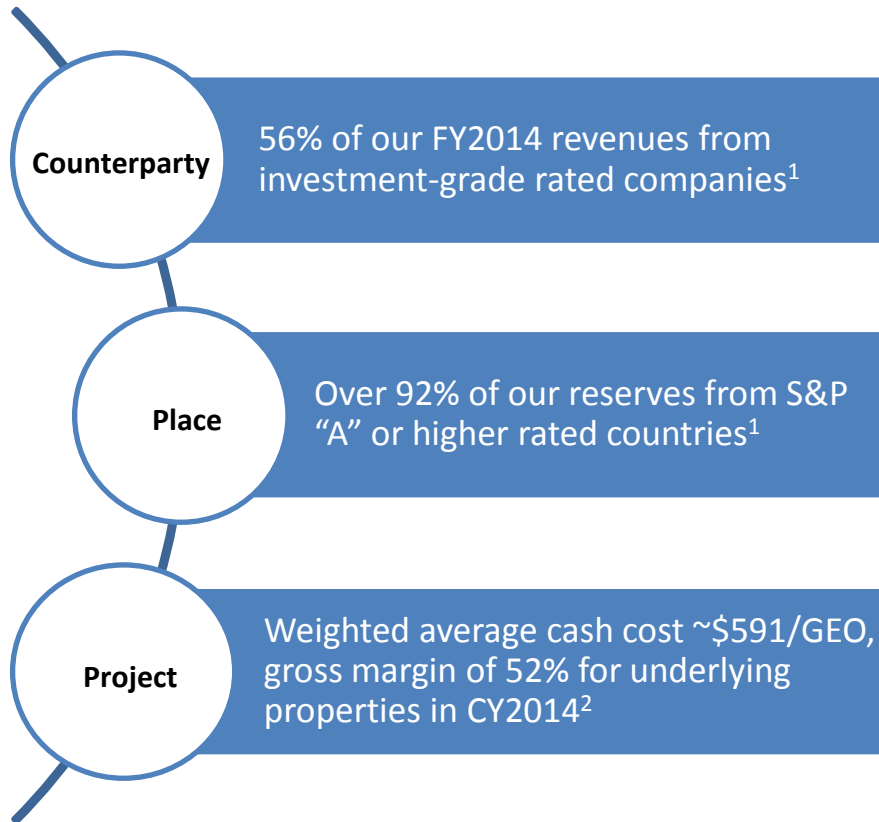 Counterparty
56% of our FY2014 revenues from
investment-grade rated companies¹
Place
Over 92% of our reserves from S&P
“A” or higher rated countries¹
Project
Weighted average cash cost ~$591/GEO,
gross margin of 52% for underlying
properties in CY2014²